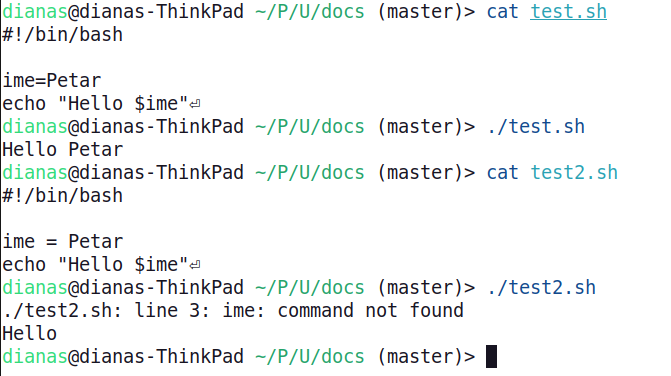 dianas@dianas-ThinkPad ~/P/U/docs (master)> cat test.sh
#!/bin/bash

ime=Petar
echo "Hello $ime"⏎
dianas@dianas-ThinkPad ~/P/U/docs (master)> ./test.sh
Hello Petar
dianas@dianas-ThinkPad ~/P/U/docs (master)> cat test2.sh
#!/bin/bash

ime = Petar
echo "Hello $ime"⏎
dianas@dianas-ThinkPad ~/P/U/docs (master)> ./test2.sh
./test2.sh: line 3: ime: command not found
Hello
dianas@dianas-ThinkPad ~/P/U/docs (master)>